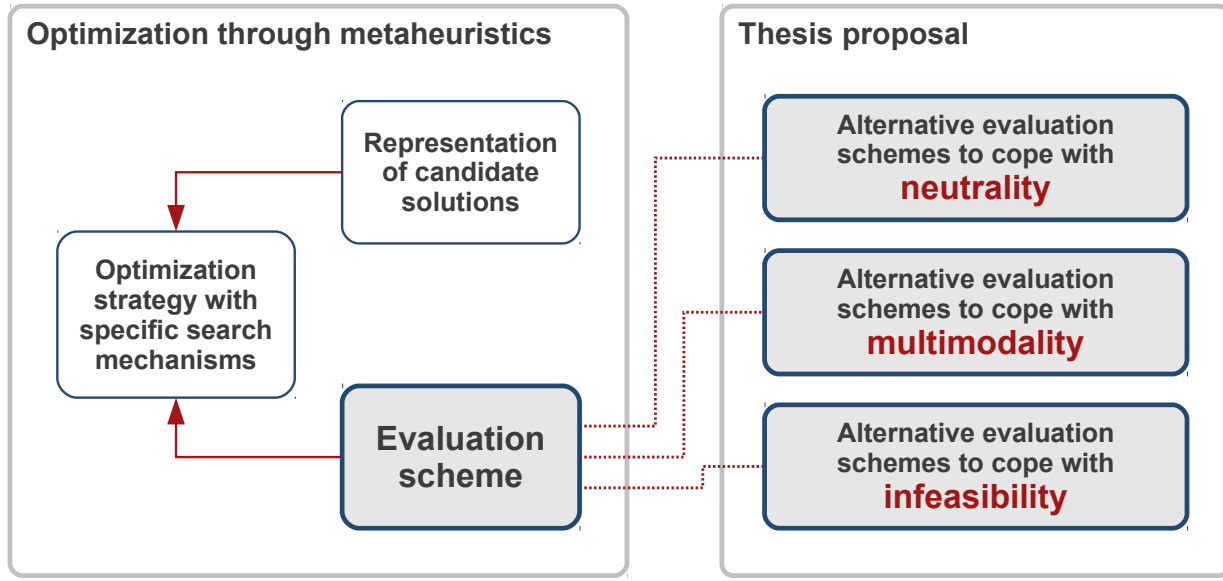 Optimization through metaheuristics
Representation
of candidate
solutions
Optimization
strategy with
specific search
mechanisms
Evaluation
scheme
Thesis proposal
Alternative evaluation
schemes to cope with
neutrality
Alternative evaluation
schemes to cope with
multimodality
Alternative evaluation
schemes to cope with
infeasibility